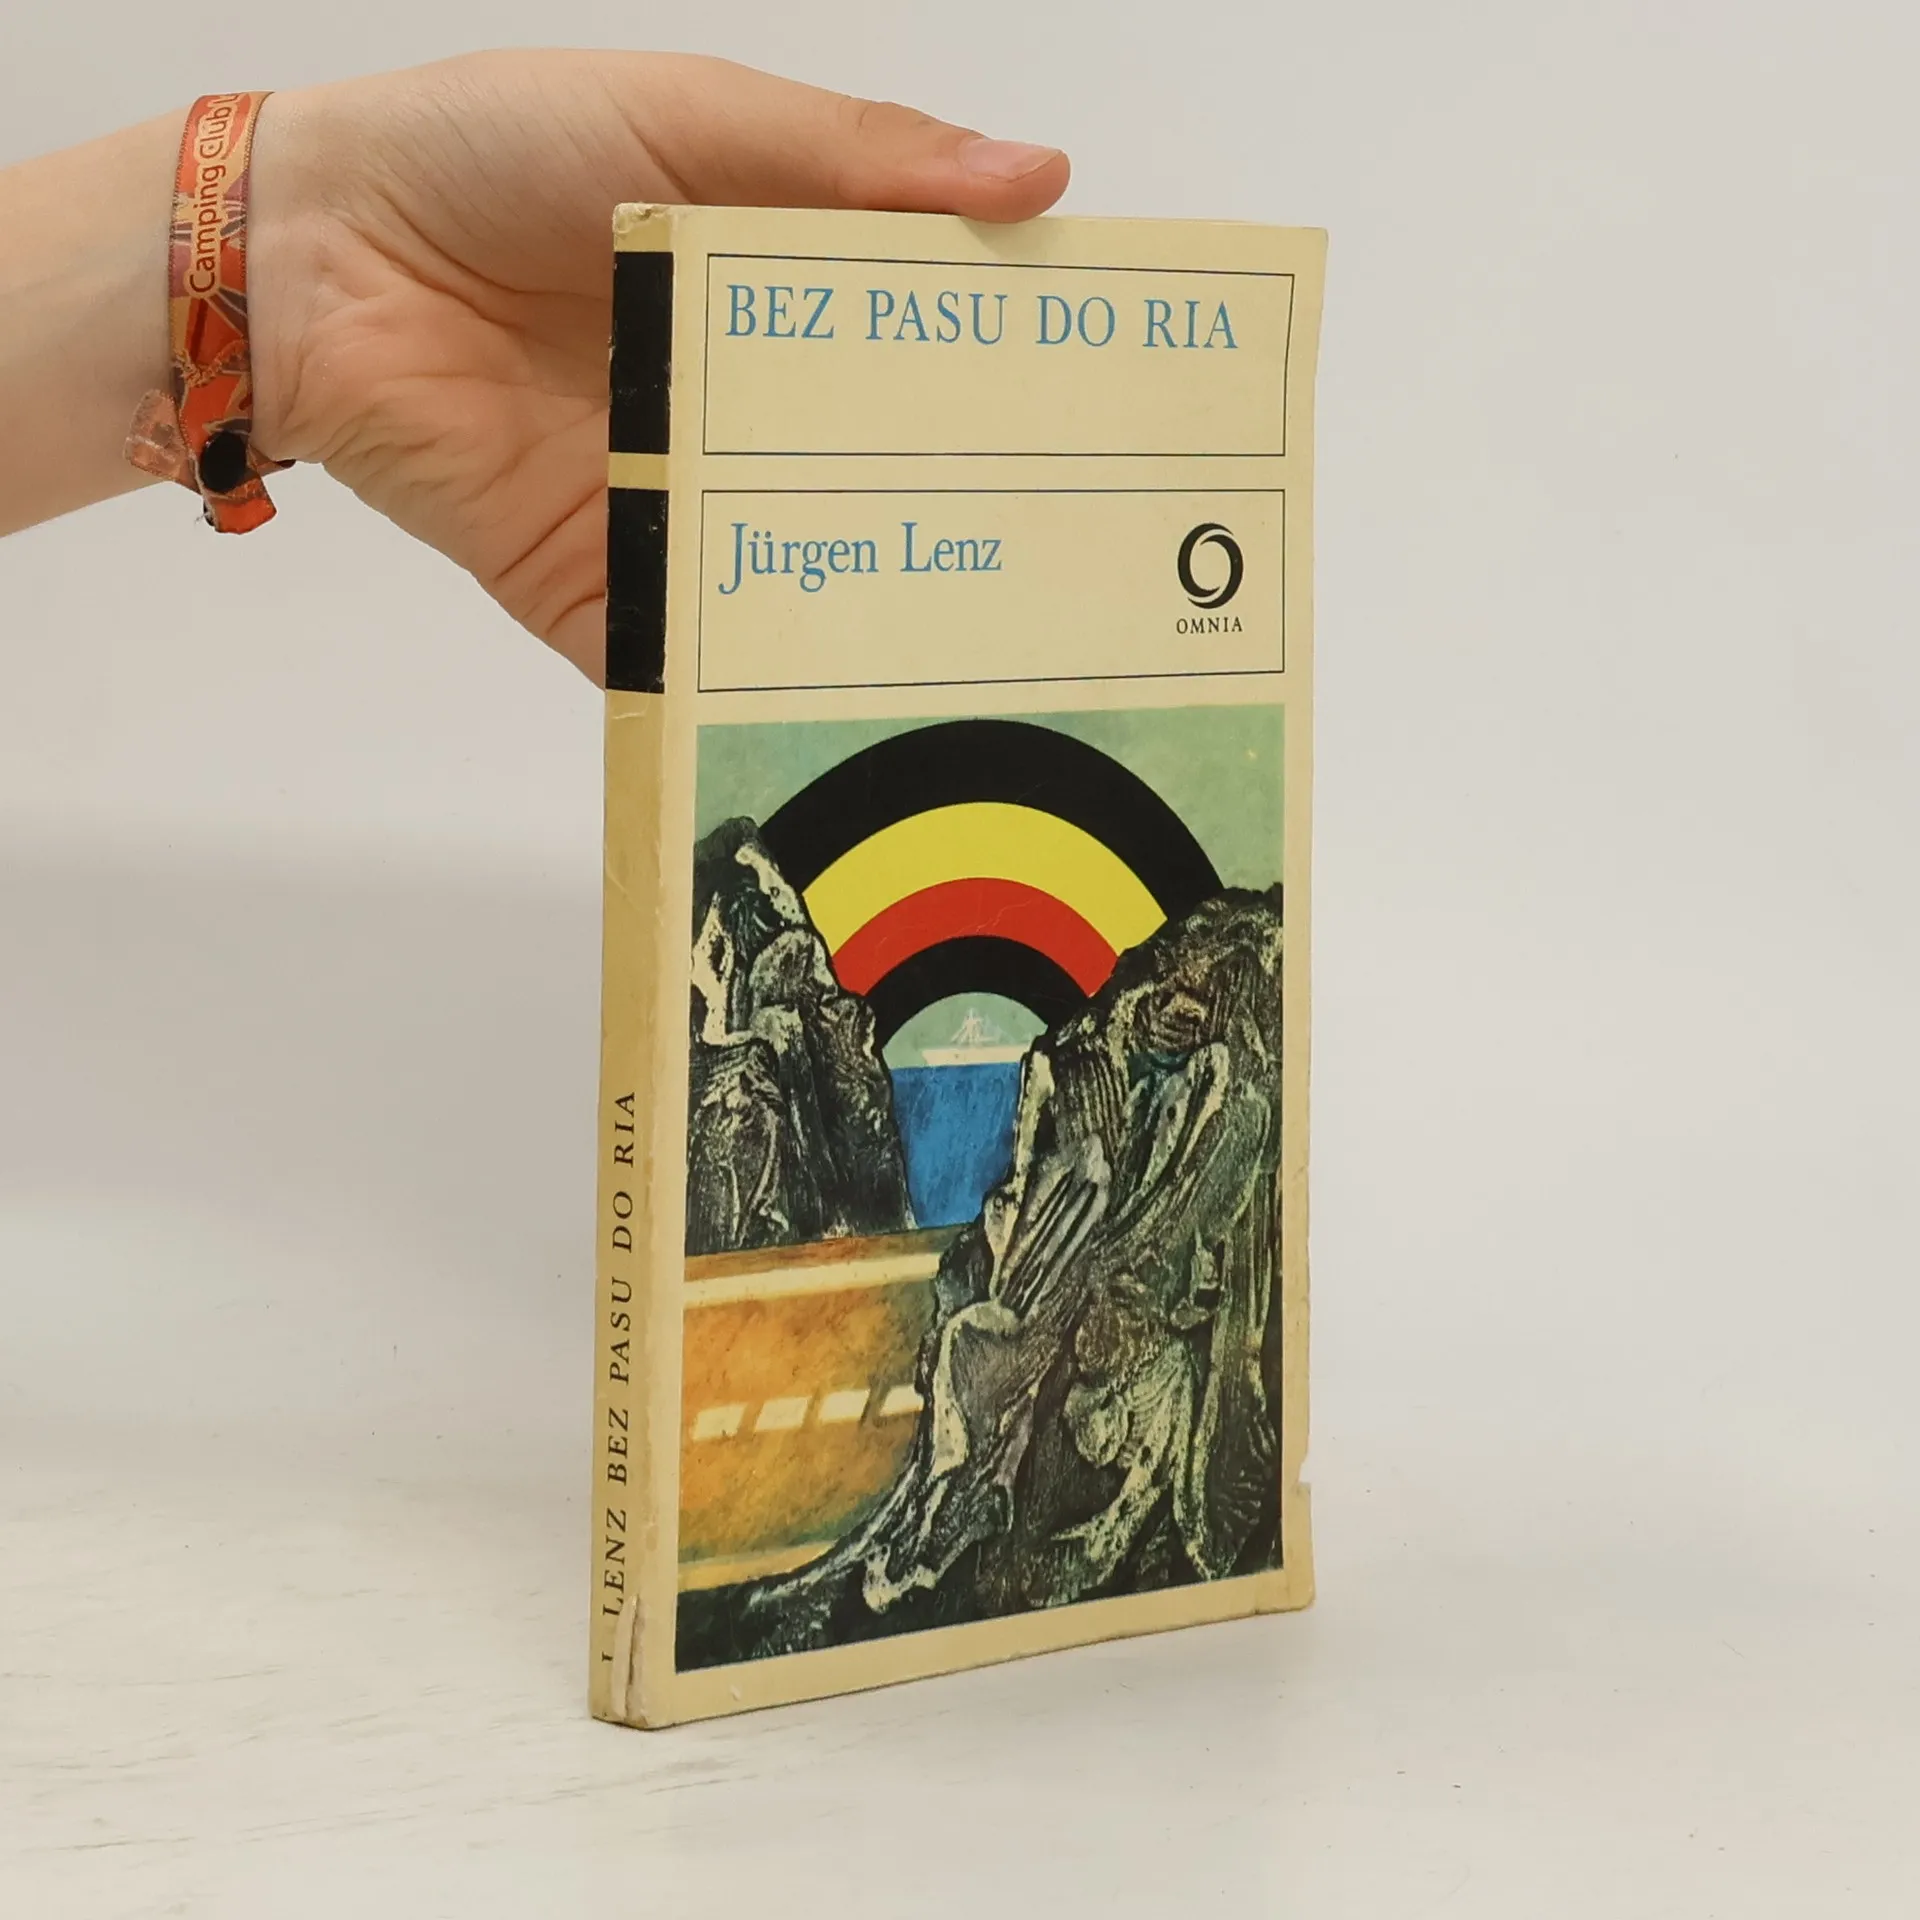 Camping Club
BEZ PASU DO RIA
Jürgen Lenz
OMNIA
J LENZ BEZ PASU DO RIA